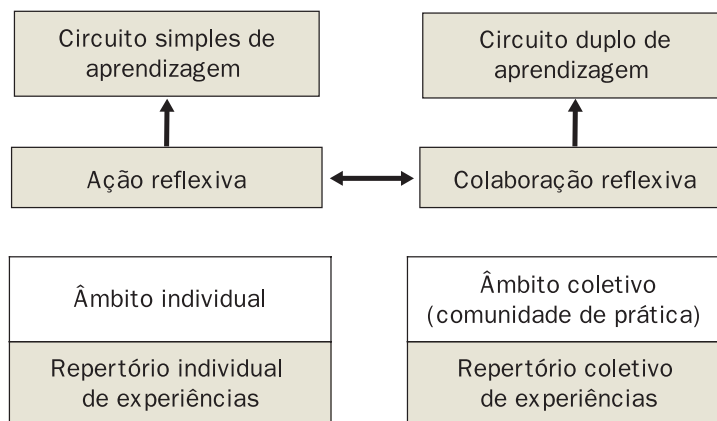 Circuito simples de
aprendizagem
Circuito duplo de
aprendizagem
Ação reflexiva
Colaboração reflexiva
Âmbito individual
Âmbito coletivo
(comunidade de prática)
Repertório individual
de experiências
Repertório coletivo
de experiências